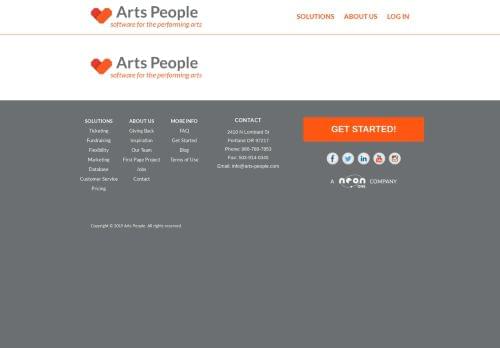 Arts People
software for the performing arts
SOLUTIONS ABOUT US LOG IN
Arts People
software for the performing arts
SOLUTIONS
Ticketing
Fundraising
Flexibility
Marketing
Database
Customer Service
Pricing
ABOUT US
Giving Back
Inspiration
Our Team
First Page Project
Jobs
Contact
MORE INFO
FAQ
Get Started
Blog
Terms of Use
CONTACT
2410 N Lombard St
Portland OR 97217
Phone: 866-788-7853
Fax: 503-914-0345
Email: info@arts-people.com
GET STARTED!
A neon one COMPANY
Copyright © 2019 Arts People. All rights reserved.